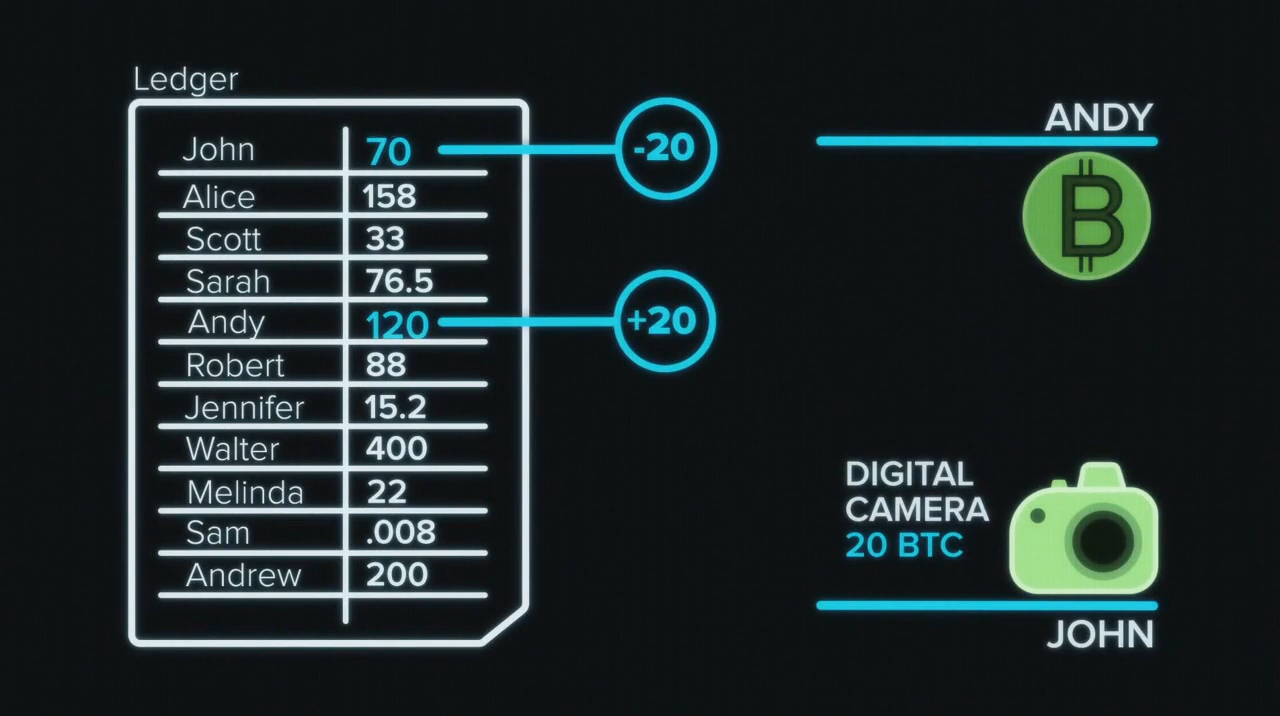 Ledger
John 70
-20
Alice 158
Scott 33
Sarah 76.5
Andy 120
+20
Robert 88
Jennifer 15.2
Walter 400
Melinda 22
Sam .008
Andrew 200
ANDY
B
DIGITAL
CAMERA
20 BTC
JOHN